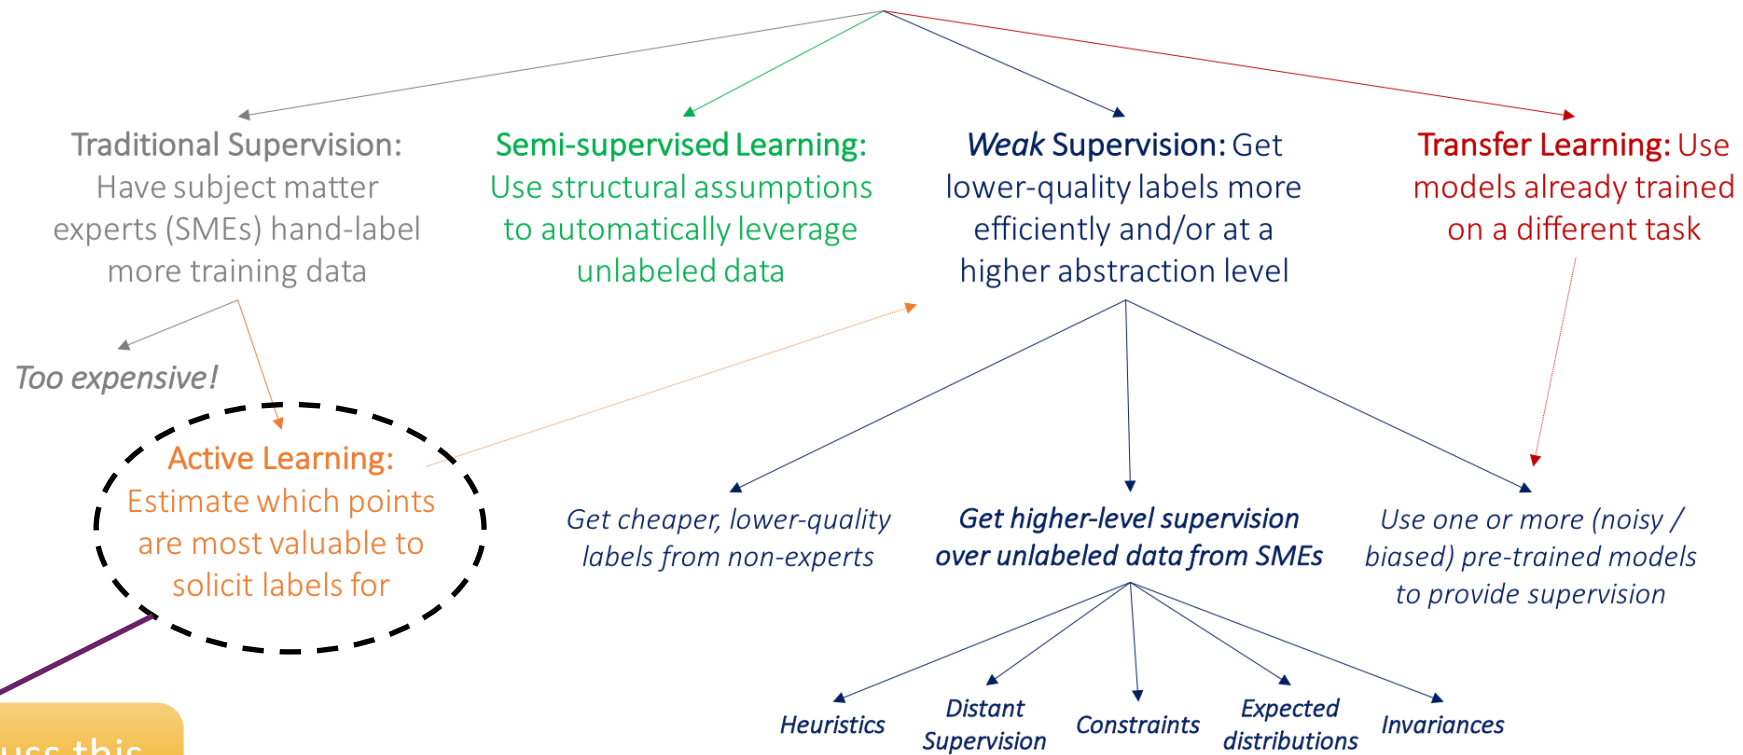 Traditional Supervision:
Have subject matter
experts (SMEs) hand-label
more training data
Semi-supervised Learning:
Use structural assumptions
to automatically leverage
unlabeled data
Weak Supervision: Get
lower-quality labels more
efficiently and/or at a
higher abstraction level
Transfer Learning: Use
models already trained
on a different task
Too expensive!
Active Learning:
Estimate which points
are most valuable to
solicit labels for
Get cheaper, lower-quality
labels from non-experts
Get higher-level supervision
over unlabeled data from SMEs
Use one or more (noisy /
biased) pre-trained models
to provide supervision
Heuristics
Distant
Supervision
Constraints
Expected
distributions
Invariances
this